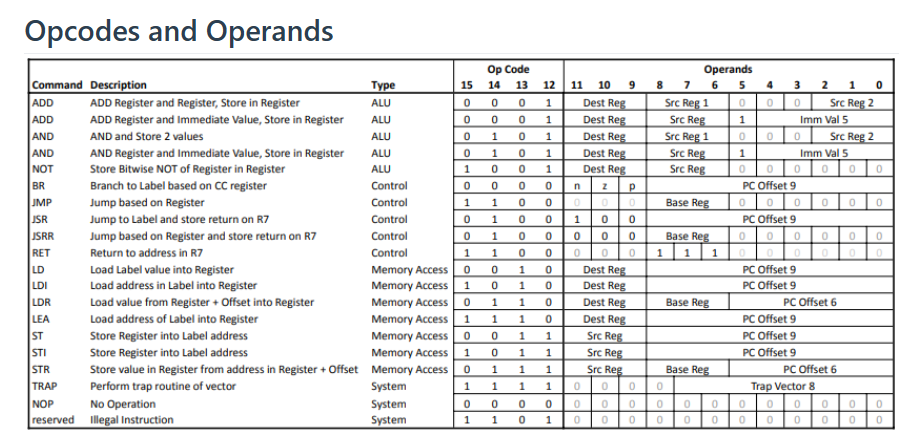 Opcodes and Operands
Op Code Operands
Command Description Type 15 14 13 12 11 10 9 8 7 6 5 4 3 2 1 0
ADD ADD Register and Register, Store in Register ALU 0 0 0 1 Dest Reg Src Reg 1 0 0 0 Src Reg 2
ADD ADD Register and Immediate Value, Store in Register ALU 0 0 0 1 Dest Reg Src Reg 1 Imm Val 5
AND AND and Store 2 values ALU 0 1 0 1 Dest Reg Src Reg 1 0 0 0 Src Reg 2
AND AND Register and Immediate Value, Store in Register ALU 0 1 0 1 Dest Reg Src Reg 1 Imm Val 5
NOT Store Bitwise NOT of Register in Register ALU 1 0 0 1 Dest Reg Src Reg 0 0 0 0 0 0
BR Branch to Label based on CC register Control 0 0 0 0 n z p PC Offset 9
JMP Jump based on Register Control 1 1 0 0 0 0 0 Base Reg 0 0 0 0 0 0
JSR Jump to Label and store return on R7 Control 0 1 0 0 1 0 0 PC Offset 9
JSRR Jump based on Register and store return on R7 Control 0 1 0 0 0 0 0 Base Reg 0 0 0 0 0 0
RET Return to address in R7 Control 1 1 0 0 0 0 0 1 1 1 0 0 0 0 0 0
LD Load Label value into Register Memory Access 0 0 1 0 Dest Reg PC Offset 9
LDI Load address in Label into Register Memory Access 1 0 1 0 Dest Reg PC Offset 9
LDR Load value from Register + Offset into Register Memory Access 0 1 1 0 Dest Reg Base Reg PC Offset 6
LEA Load address of Label into Register Memory Access 1 1 1 0 Dest Reg PC Offset 9
ST Store Register into Label address Memory Access 0 0 1 1 Src Reg PC Offset 9
STI Store Register into Label address Memory Access 1 0 1 1 Src Reg PC Offset 9
STR Store value in Register from address in Register + Offset Memory Access 0 1 1 1 Src Reg Base Reg PC Offset 6
TRAP Perform trap routine of vector System 1 1 1 1 0 0 0 0 Trap Vector 8
NOP No Operation System 0 0 0 0 0 0 0 0 0 0 0 0 0 0 0 0
reserved Illegal Instruction System 1 1 0 1 0 0 0 0 0 0 0 0 0 0 0 0